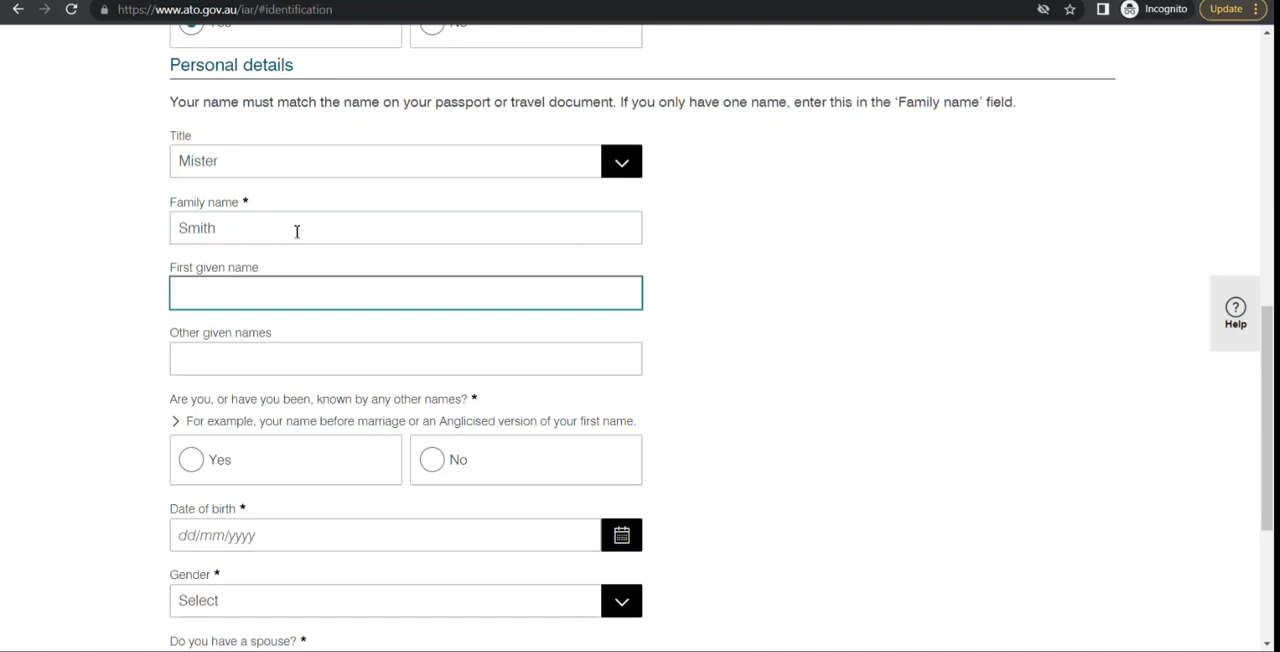 https://www.ato.gov.au/iar/#identification
Incognito
Update
Yes
No
Personal details
Your name must match the name on your passport or travel document. If you only have one name, enter this in the 'Family name' field.
Title
Mister
Family name *
Smith
First given name
Other given names
Are you, or have you been, known by any other names? *
For example, your name before marriage or an Anglicised version of your first name.
Yes
No
Date of birth *
dd/mm/yyyy
Gender *
Select
Do you have a spouse? *
?
Help